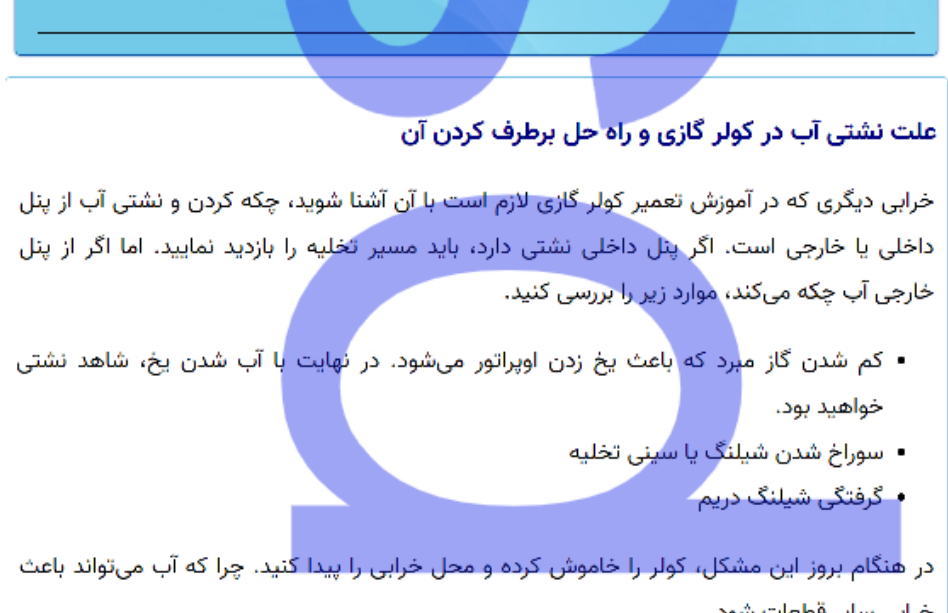 علت نشتی آب در کولر گازی و راه حل برطرف کردن آن
خرابی دیگری که در آموزش تعمیر کولر گازی لازم است با آن آشنا شوید، چکه کردن و نشتی آب از پنل
داخلی یا خارجی است. اگر پنل داخلی نشتی دارد، باید مسیر تخلیه را بازدید نمایید. اما اگر از پنل
خارجی آب چکه می‌کند، موارد زیر را بررسی کنید.
▪ کم شدن گاز مبرد که باعث یخ زدن اوپراتور می‌شود. در نهایت با آب شدن یخ، شاهد نشتی
خواهید بود.
▪ سوراخ شدن شیلنگ یا سینی تخلیه
▪ گرفتگی شیلنگ دریم
در هنگام بروز این مشکل، کولر را خاموش کرده و محل خرابی را پیدا کنید. چرا که آب می‌تواند باعث